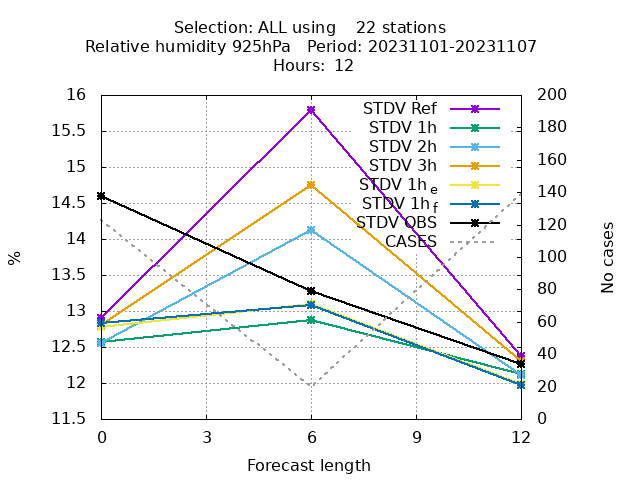 Selection: ALL using    22 stations
Relative humidity 925hPa   Period: 20231101-20231107
Hours: 12
STDV Ref
STDV 1h
STDV 2h
STDV 3h
STDV 1h e
STDV 1h f
STDV OBS
CASES
16
15.5
15
14.5
14
13.5
13
12.5
12
11.5
%
200
180
160
140
120
100
80
60
40
20
0
No cases
0 3 6 9 12
Forecast length